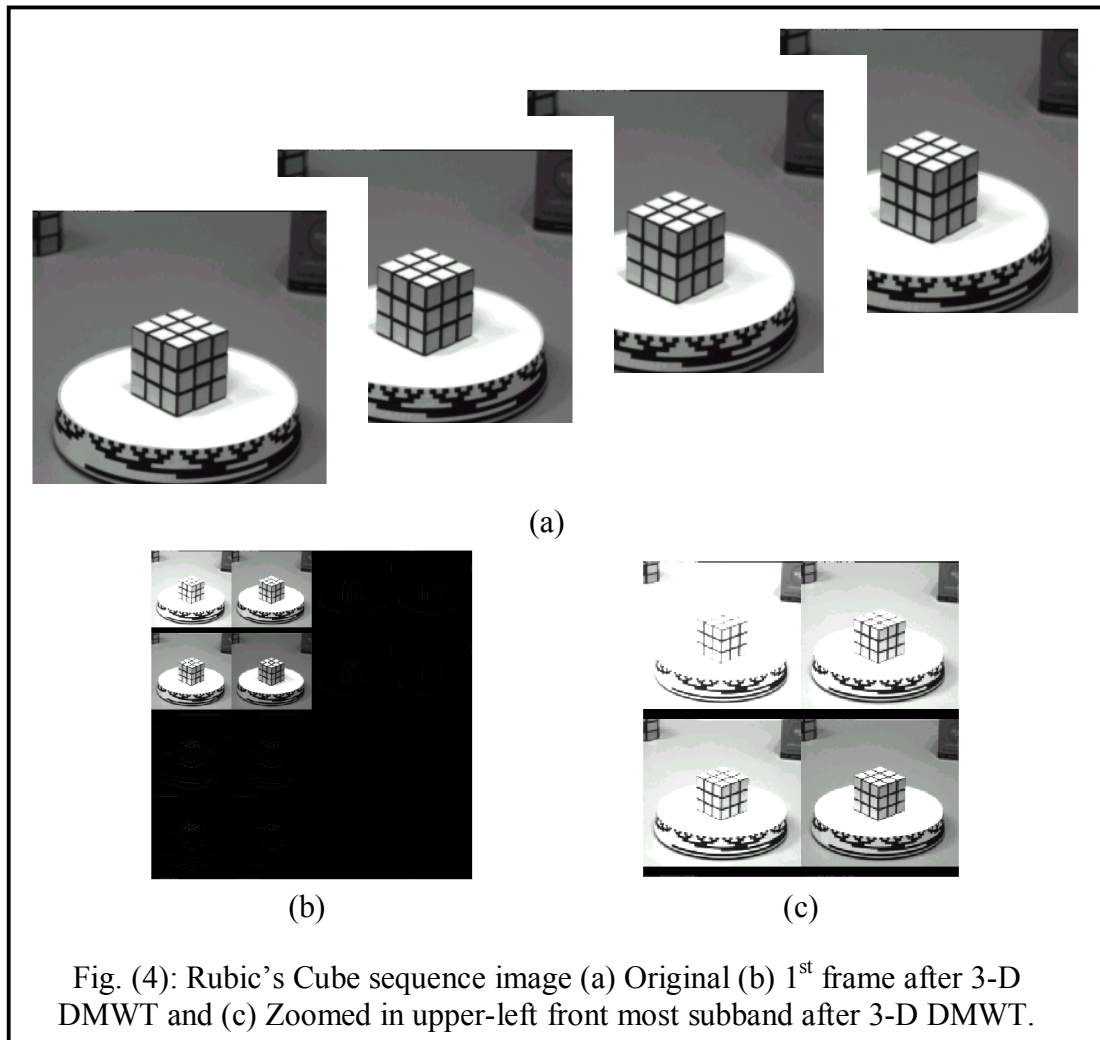 (a)
(b) (c)
Fig. (4): Rubic's Cube sequence image (a) Original (b) 1st frame after 3-D
DMWT and (c) Zoomed in upper-left front most subband after 3-D DMWT.